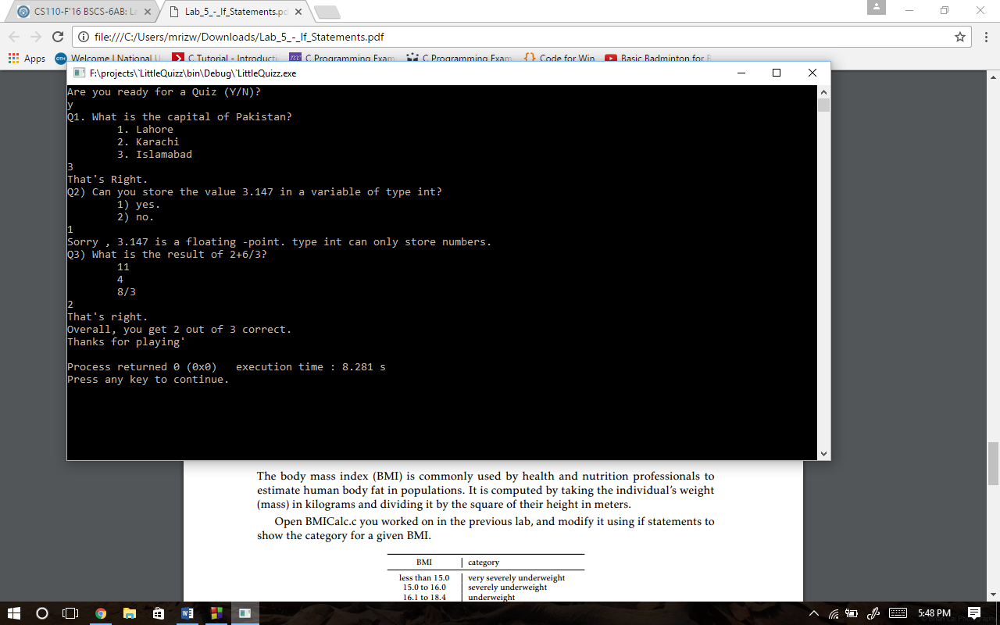 CS110-F'16 BSCS-6AB: La
Lab_5_-_If_Statements.pd
file:///C:/Users/mrizw/Downloads/Lab_5_-_If_Statements.pdf
Apps
Welcome | National U
C Tutorial - Introducti
C Programming Exam
C Programming Exam
Code for Win
Basic Badminton for B
F:\projects\`LittleQuizz\bin\Debug\`LittleQuizz.exe
Are you ready for a Quiz (Y/N)?
y
Q1. What is the capital of Pakistan?
1. Lahore
2. Karachi
3. Islamabad
3
That's Right.
Q2) Can you store the value 3.147 in a variable of type int?
1) yes.
2) no.
1
Sorry , 3.147 is a floating -point. type int can only store numbers.
Q3) What is the result of 2+6/3?
11
4
8/3
2
That's right.
Overall, you get 2 out of 3 correct.
Thanks for playing'
Process returned 0 (0x0)   execution time : 8.281 s
Press any key to continue.
The body mass index (BMI) is commonly used by health and nutrition professionals to
estimate human body fat in populations. It is computed by taking the individual's weight
(mass) in kilograms and dividing it by the square of their height in meters.
Open BMICalc.c you worked on in the previous lab, and modify it using if statements to
show the category for a given BMI.
BMI | category
less than 15.0 | very severely underweight
15.0 to 16.0 | severely underweight
16.1 to 18.4 | underweight
5:48 PM